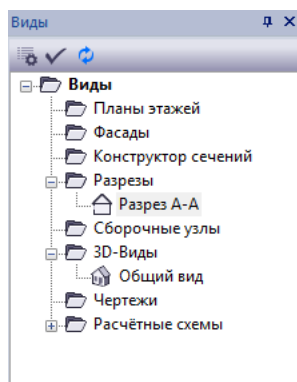 Виды
Виды
Планы этажей
Фасады
Конструктор сечений
Разрезы
Разрез А-А
Сборочные узлы
3D-Виды
Общий вид
Чертежи
Расчётные схемы